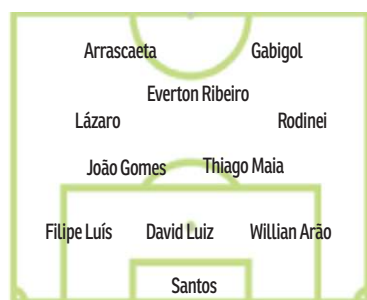 Arrascaeta Gabigol
Everton Ribeiro
Lázaro Rodinei
João Gomes Thiago Maia
Filipe Luís David Luiz Willian Arão
Santos